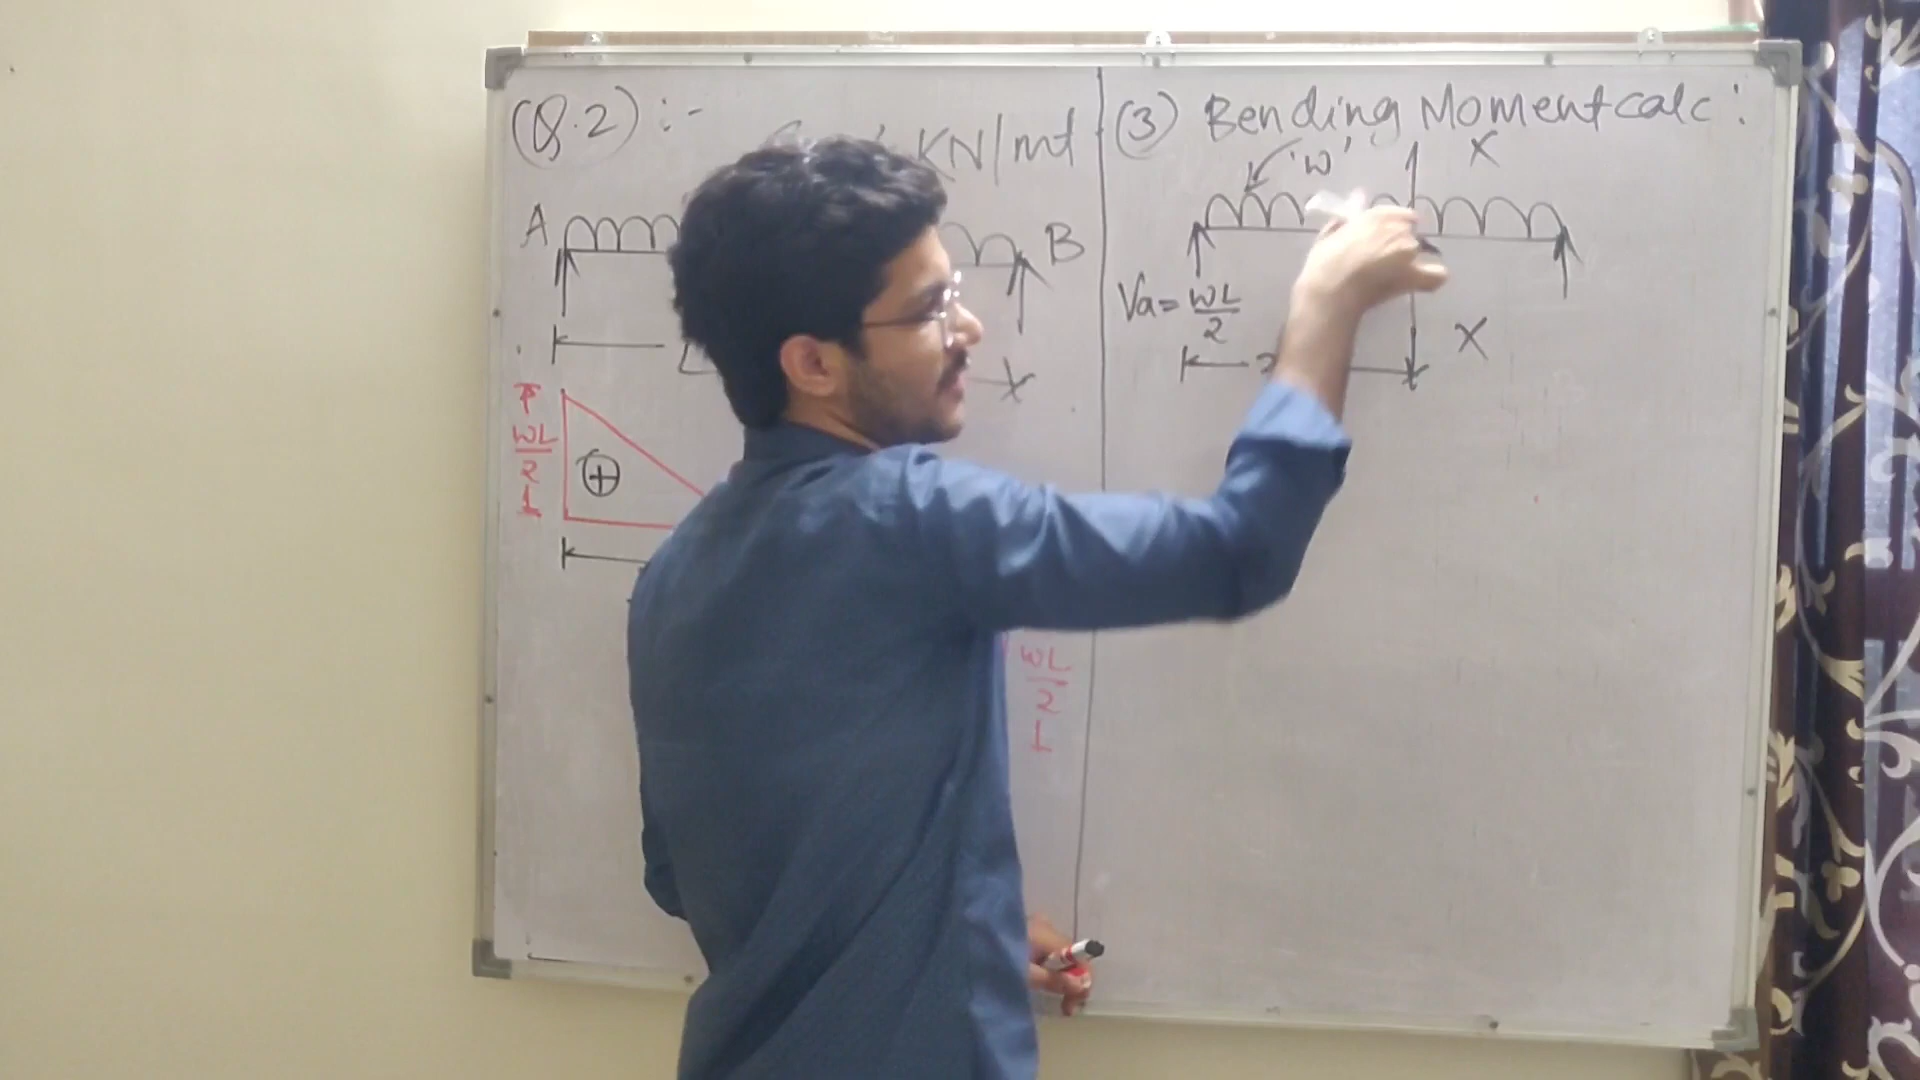 (Q.2) :-
KN/mt
A
B
L
WL
2
+
WL
2
(3) Bending Moment calc :
'w'
X
Va = WL
2
X